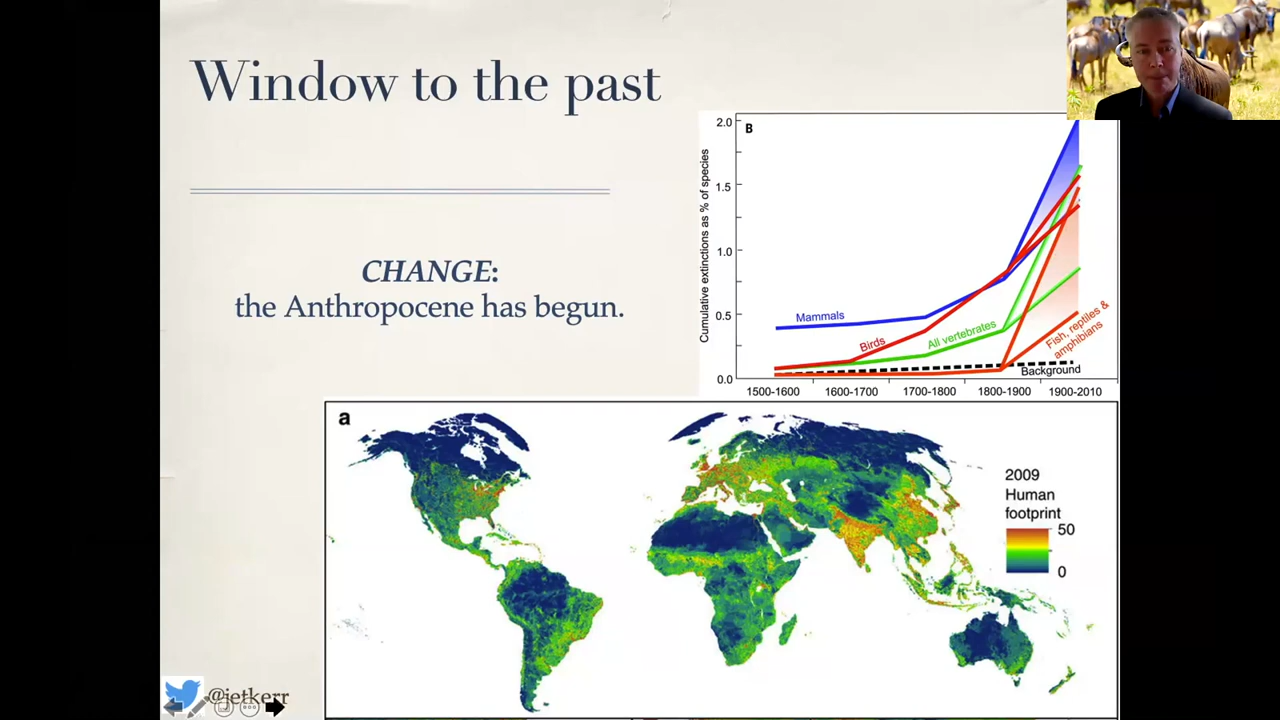 Window to the past
CHANGE:
the Anthropocene has begun.
B
Cumulative extinctions as % of species
2.0
1.5
1.0
0.5
0.0
Mammals
Birds
All vertebrates
Fish, reptiles &
amphibians
Background
1500-1600 1600-1700 1700-1800 1800-1900 1900-2010
a
2009
Human
footprint
50
0
@jetkerr